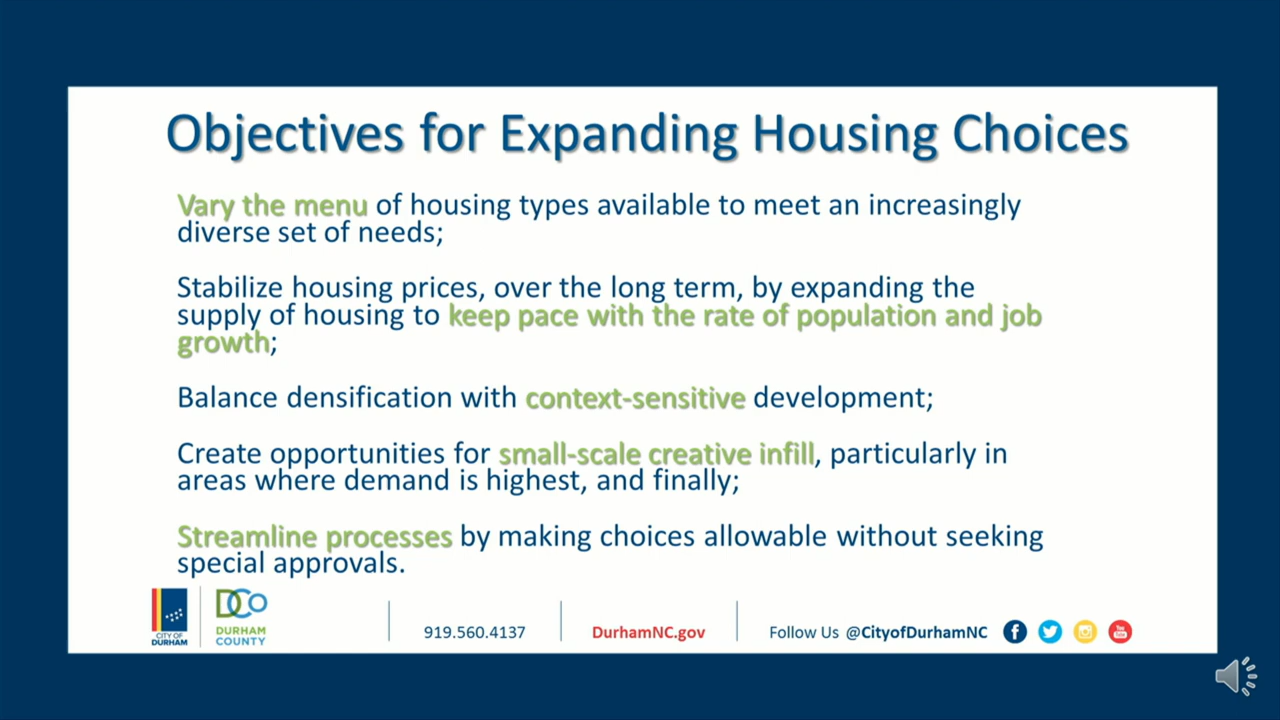 Objectives for Expanding Housing Choices
Vary the menu of housing types available to meet an increasingly
diverse set of needs;
Stabilize housing prices, over the long term, by expanding the
supply of housing to keep pace with the rate of population and job
growth;
Balance densification with context-sensitive development;
Create opportunities for small-scale creative infill, particularly in
areas where demand is highest, and finally;
Streamline processes by making choices allowable without seeking
special approvals.
CITY OF
DURHAM
DCo
DURHAM
COUNTY
919.560.4137
DurhamNC.gov
Follow Us @CityofDurhamNC
You
Tube